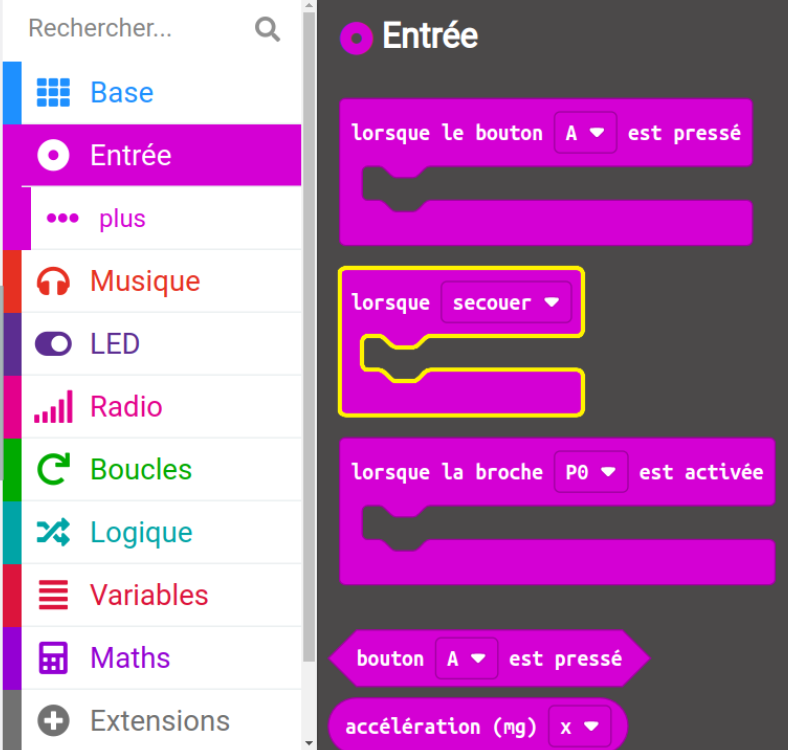 Rechercher...
Base
Entrée
plus
Musique
LED
Radio
Boucles
Logique
Variables
Maths
Extensions
Entrée
lorsque le bouton A est pressé
lorsque secouer
lorsque la broche P0 est activée
bouton A est pressé
accélération (mg) x